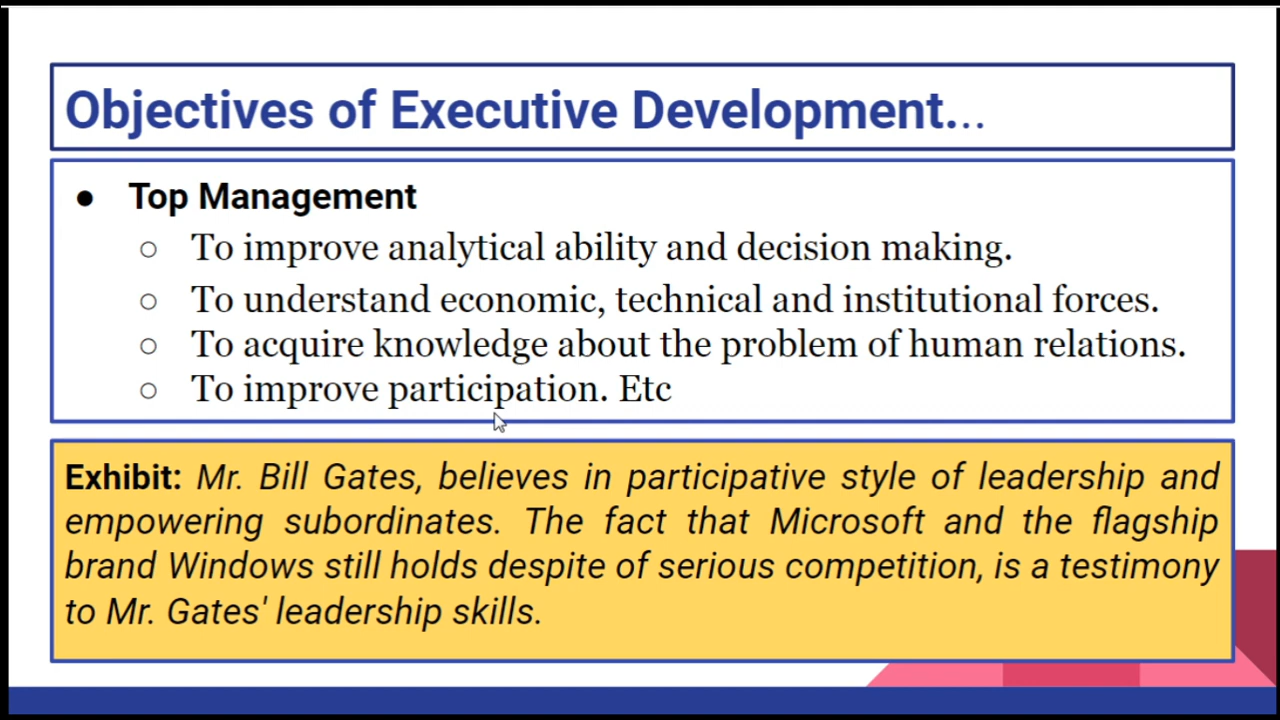 Objectives of Executive Development...
● Top Management
○ To improve analytical ability and decision making.
○ To understand economic, technical and institutional forces.
○ To acquire knowledge about the problem of human relations.
○ To improve participation. Etc
Exhibit: Mr. Bill Gates, believes in participative style of leadership and
empowering subordinates. The fact that Microsoft and the flagship
brand Windows still holds despite of serious competition, is a testimony
to Mr. Gates' leadership skills.